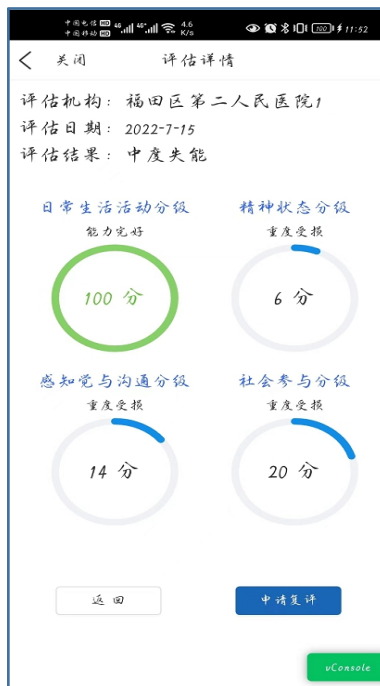 中国电信 HD 46 46+ 4.6 K/s 100 11:52
中国移动 HD
关闭 评估详情
评估机构: 福田区第二人民医院1
评估日期: 2022-7-15
评估结果: 中度失能
日常生活活动分级 精神状态分级
能力完好 重度受损
100 分 6 分
感知觉与沟通分级 社会参与分级
重度受损 重度受损
14 分 20 分
返回 申请复评
vConsole